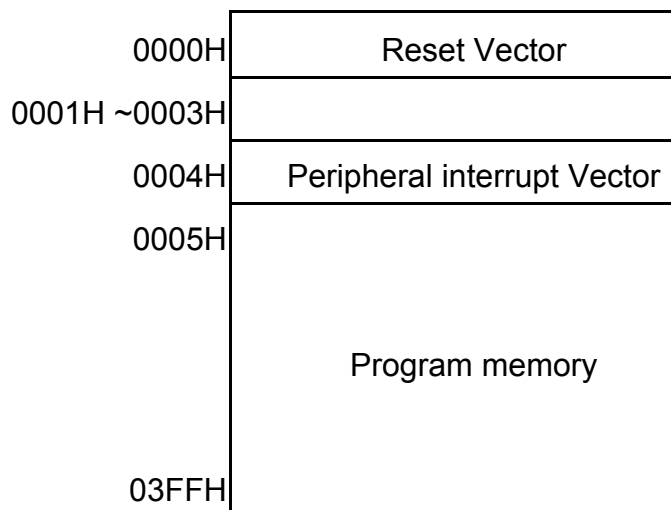 0000H Reset Vector
0001H ~0003H
0004H Peripheral interrupt Vector
0005H
Program memory
03FFH